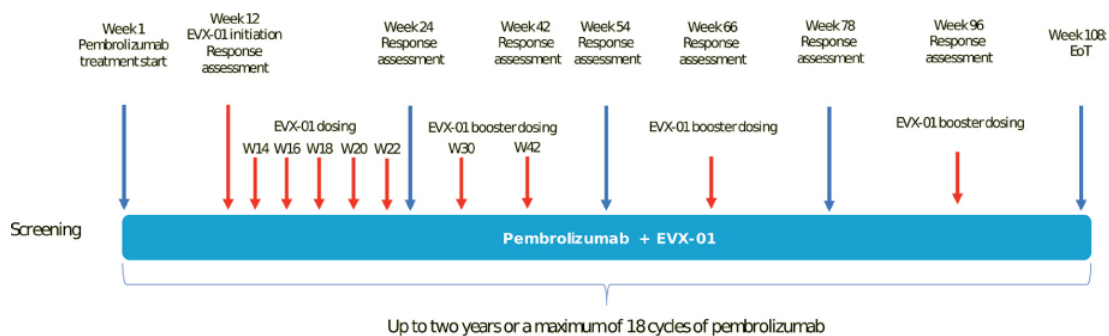 Week 1
Pembrolizumab
treatment start
Week 12
EVX-01 initiation
Response
assessment
Week 24
Response
assessment
Week 42
Response
assessment
Week 54
Response
assessment
Week 66
Response
assessment
Week 78
Response
assessment
Week 96
Response
assessment
Week 108:
EoT
EVX-01 dosing
W14 W16 W18 W20 W22
EVX-01 booster dosing
W30 W42
EVX-01 booster dosing
EVX-01 booster dosing
Screening
Pembrolizumab + EVX-01
Up to two years or a maximum of 18 cycles of pembrolizumab